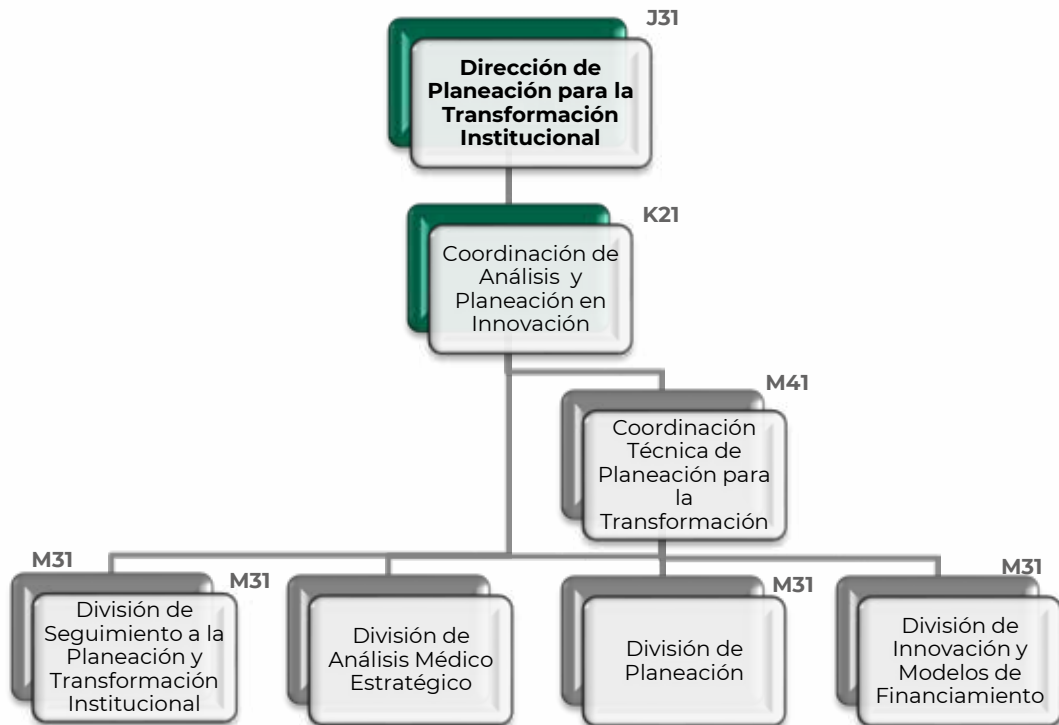 J31
Dirección de
Planeación para la
Transformación
Institucional
K21
Coordinación de
Análisis y
Planeación en
Innovación
M41
Coordinación
Técnica de
Planeación para
la
Transformación
M31
División de
Seguimiento a la
Planeación y
Transformación
Institucional
M31
División de
Análisis Médico
Estratégico
M31
División de
Planeación
M31
División de
Innovación y
Modelos de
Financiamiento